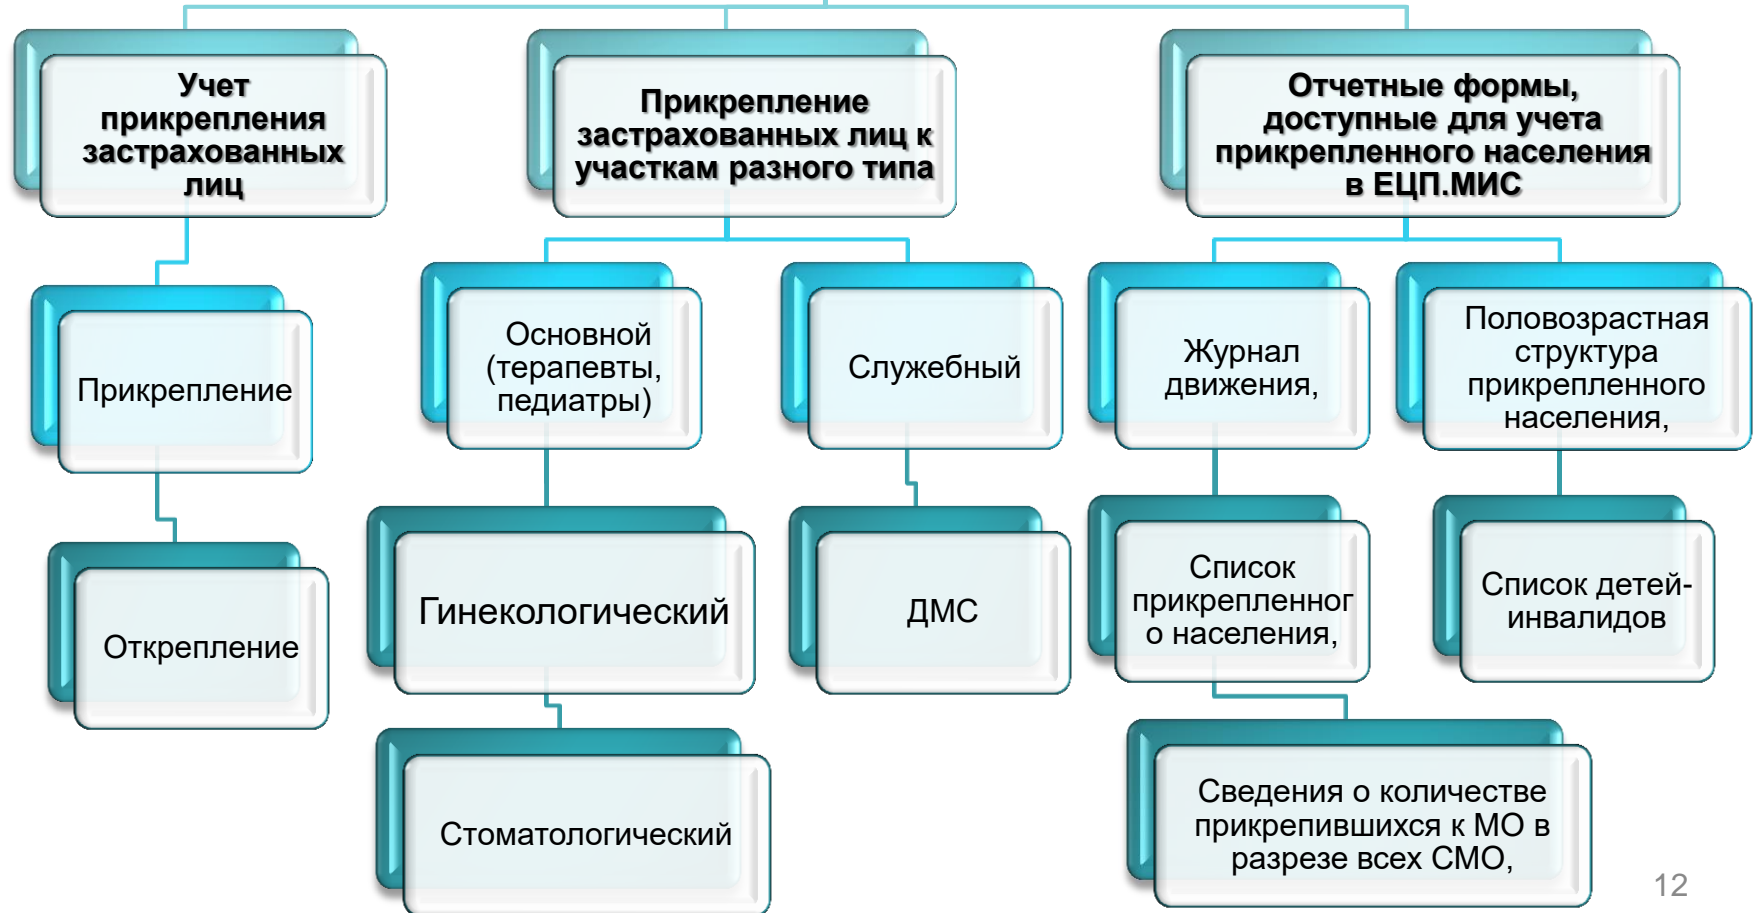 Учет
прикрепления
застрахованных
лиц
Прикрепление
застрахованных лиц к
участкам разного типа
Отчетные формы,
доступные для учета
прикрепленного населения
в ЕЦП.МИС
Прикрепление
Основной
(терапевты,
педиатры)
Служебный
Журнал
движения,
Половозрастная
структура
прикрепленного
населения,
Открепление
Гинекологический
ДМС
Список
прикрепленног
о населения,
Список детей-
инвалидов
Стоматологический
Сведения о количестве
прикрепившихся к МО в
разрезе всех СМО,
12